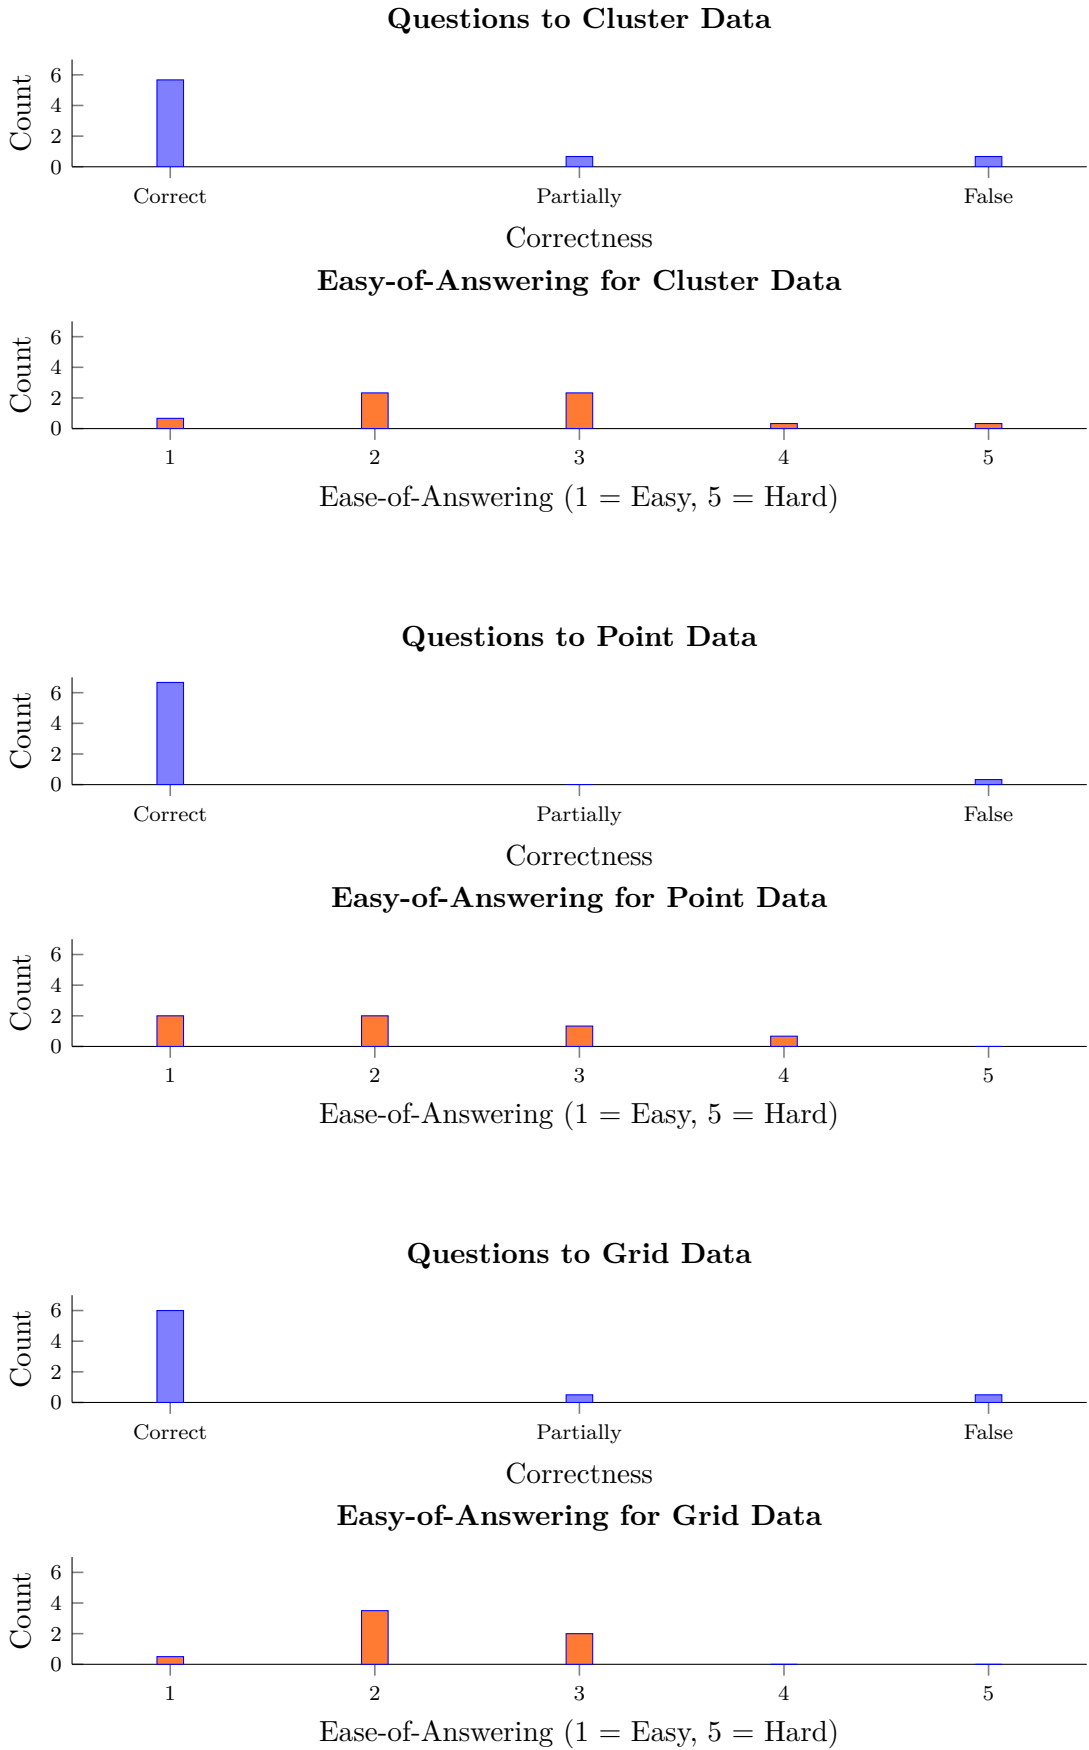 Questions to Cluster Data
Count
6
4
2
0
Correct Partially False
Correctness
Easy-of-Answering for Cluster Data
Count
6
4
2
0
1 2 3 4 5
Ease-of-Answering (1 = Easy, 5 = Hard)
Questions to Point Data
Count
6
4
2
0
Correct Partially False
Correctness
Easy-of-Answering for Point Data
Count
6
4
2
0
1 2 3 4 5
Ease-of-Answering (1 = Easy, 5 = Hard)
Questions to Grid Data
Count
6
4
2
0
Correct Partially False
Correctness
Easy-of-Answering for Grid Data
Count
6
4
2
0
1 2 3 4 5
Ease-of-Answering (1 = Easy, 5 = Hard)